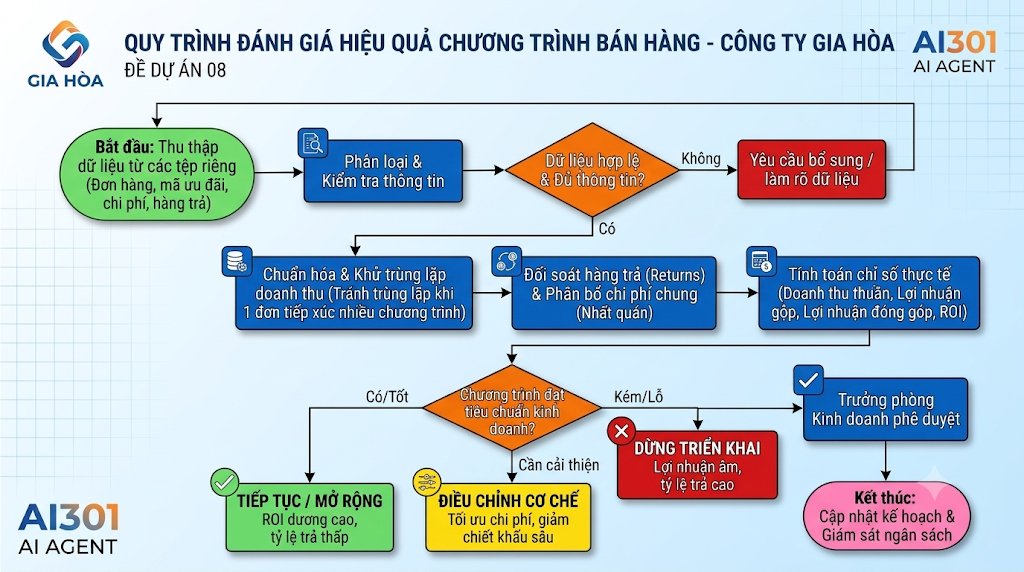 GIA HÒA
QUY TRÌNH ĐÁNH GIÁ HIỆU QUẢ CHƯƠNG TRÌNH BÁN HÀNG - CÔNG TY GIA HÒA
ĐỀ DỰ ÁN 08
AI301
AI AGENT
Bắt đầu: Thu thập
dữ liệu từ các tệp riêng
(Đơn hàng, mã ưu đãi,
chi phí, hàng trả)
Phân loại &
Kiểm tra thông tin
Dữ liệu hợp lệ
& Đủ thông tin?
Không
Yêu cầu bổ sung /
làm rõ dữ liệu
Có
Chuẩn hóa & Khử trùng lặp
doanh thu (Tránh trùng lặp khi
1 đơn tiếp xúc nhiều chương trình)
Đối soát hàng trả (Returns)
& Phân bổ chi phí chung
(Nhất quán)
Tính toán chỉ số thực tế
(Doanh thu thuần, Lợi nhuận
gộp, Lợi nhuận đóng góp, ROI)
Có/Tốt
Chương trình đạt
tiêu chuẩn kinh
doanh?
Kém/Lỗ
Trưởng phòng
Kinh doanh phê duyệt
Cần cải thiện
DỪNG TRIỂN KHAI
Lợi nhuận âm,
tỷ lệ trả cao
TIẾP TỤC / MỞ RỘNG
ROI dương cao,
tỷ lệ trả thấp
ĐIỀU CHỈNH CƠ CHẾ
Tối ưu chi phí, giảm
chiết khấu sâu
Kết thúc:
Cập nhật kế hoạch &
Giám sát ngân sách
AI301
AI AGENT